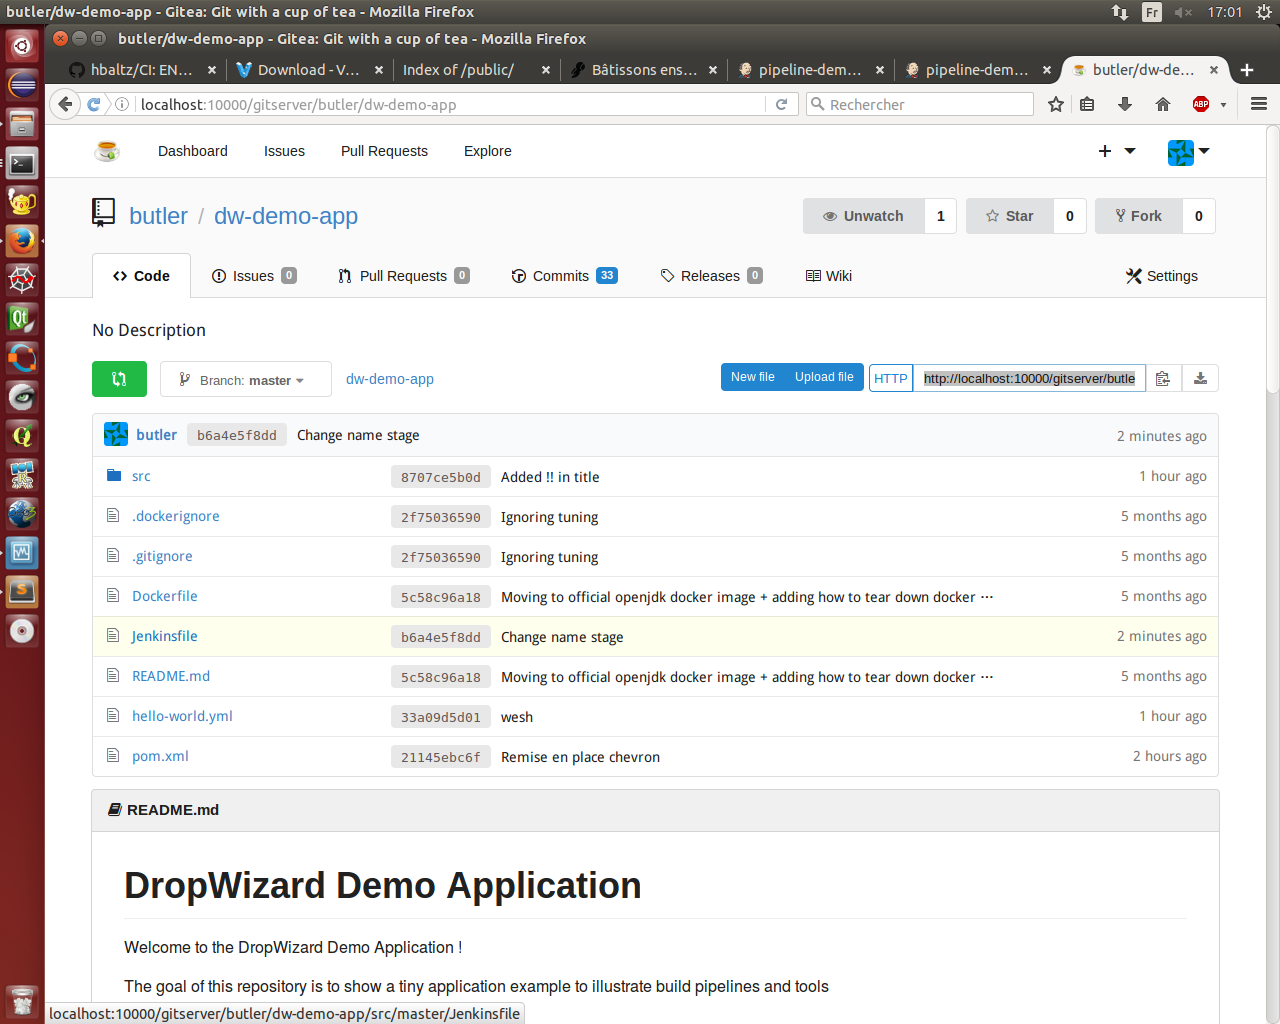 butler/dw-demo-app - Gitea: Git with a cup of tea - Mozilla Firefox
Fr
17:01
butler/dw-demo-app - Gitea: Git with a cup of tea - Mozilla Firefox
hbaltz/CI: EN...
Download - V...
Index of /public/
Bâtissons ens...
pipeline-dem...
pipeline-dem...
butler/dw-de...
localhost:10000/gitserver/butler/dw-demo-app
Rechercher
ABP
Dashboard
Issues
Pull Requests
Explore
butler / dw-demo-app
Unwatch 1
Star 0
Fork 0
Code
Issues 0
Pull Requests 0
Commits 33
Releases 0
Wiki
Settings
No Description
Branch: master
dw-demo-app
New file
Upload file
HTTP
http://localhost:10000/gitserver/butle
butler b6a4e5f8dd Change name stage 2 minutes ago
src 8707ce5b0d Added !! in title 1 hour ago
.dockerignore 2f75036590 Ignoring tuning 5 months ago
.gitignore 2f75036590 Ignoring tuning 5 months ago
Dockerfile 5c58c96a18 Moving to official openjdk docker image + adding how to tear down docker ... 5 months ago
Jenkinsfile b6a4e5f8dd Change name stage 2 minutes ago
README.md 5c58c96a18 Moving to official openjdk docker image + adding how to tear down docker ... 5 months ago
hello-world.yml 33a09d5d01 wesh 1 hour ago
pom.xml 21145ebc6f Remise en place chevron 2 hours ago
README.md
DropWizard Demo Application
Welcome to the DropWizard Demo Application !
The goal of this repository is to show a tiny application example to illustrate build pipelines and tools
localhost:10000/gitserver/butler/dw-demo-app/src/master/Jenkinsfile